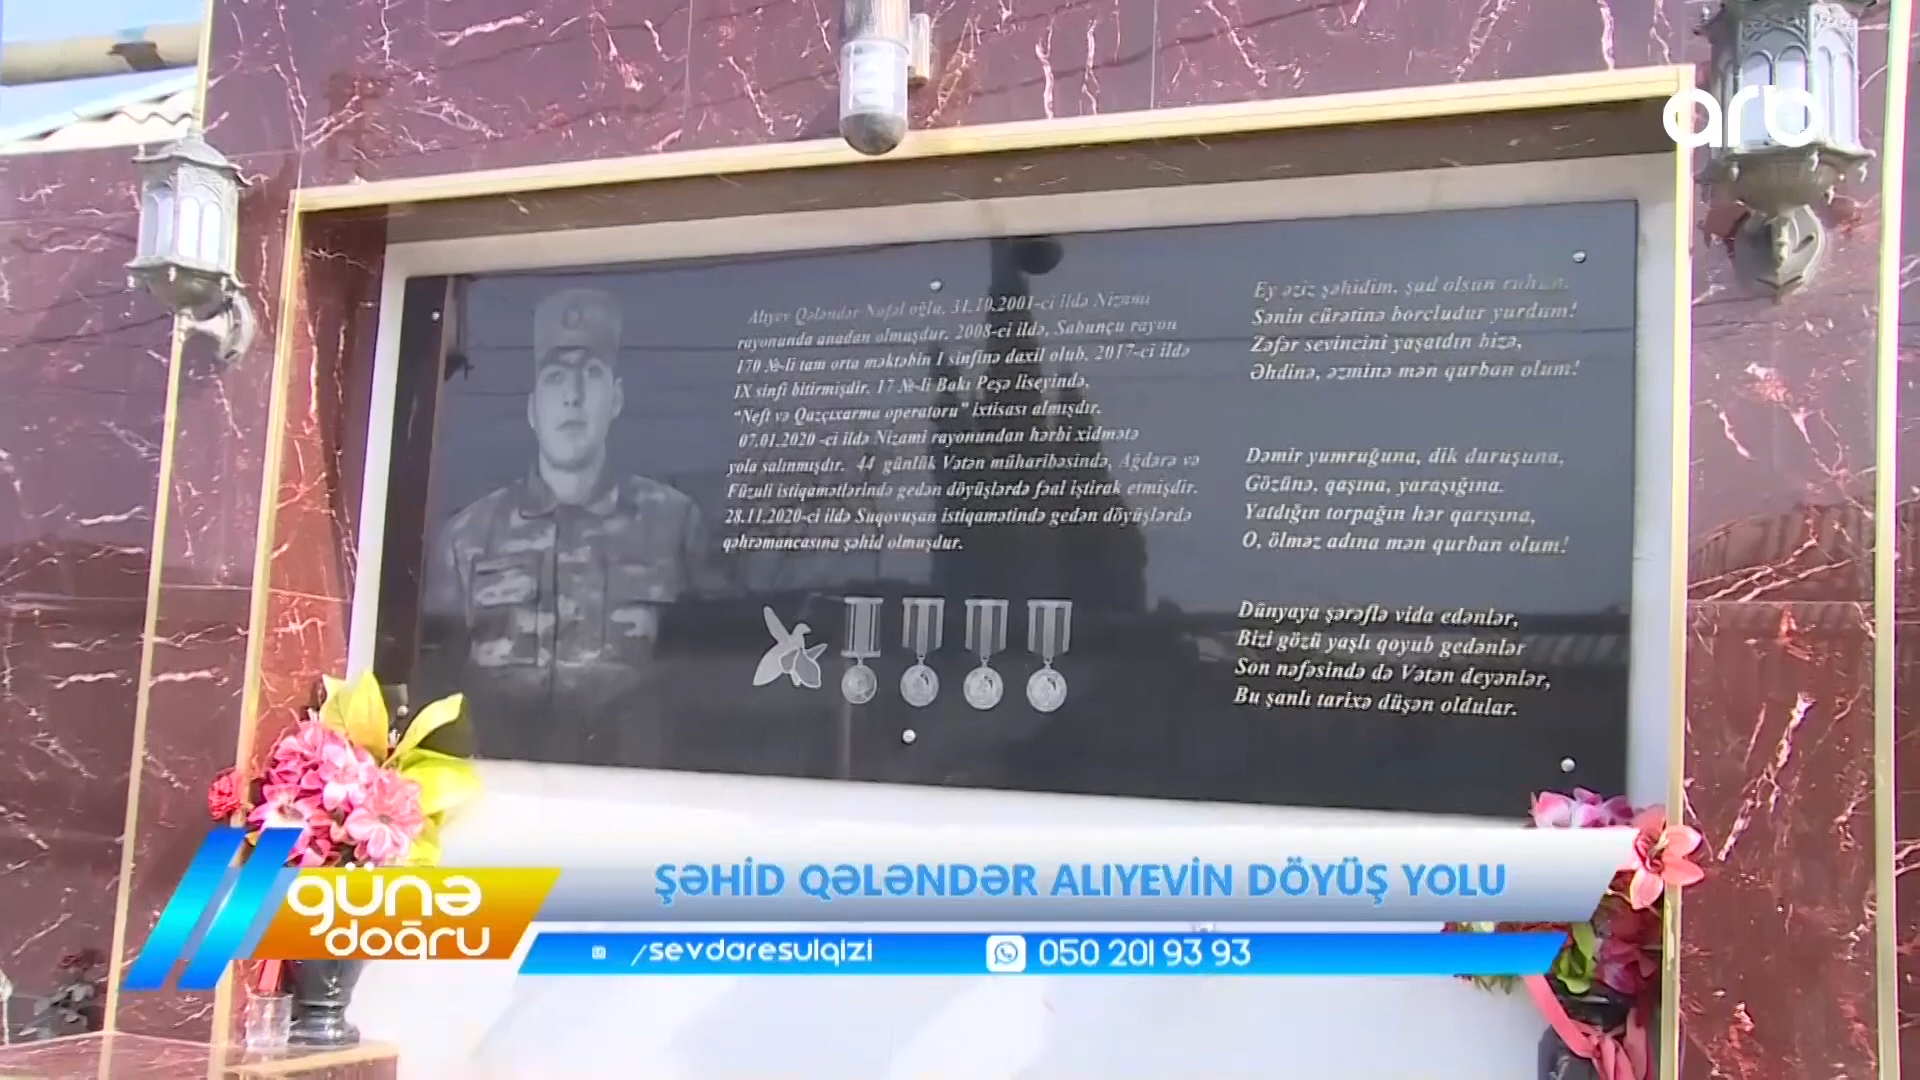 arb
Alıyev Qələndər Nofəl oğlu, 31.10.2001-ci ildə Nizami
rayonunda anadan olmuşdur. 2008-ci ildə, Sabunçu rayon
170 №-li tam orta məktəbin I sinfinə daxil olub. 2017-ci ildə
IX sinfi bitirmişdir. 17 №-li Bakı Peşə liseyində,
“Neft və Qazçıxarma operatoru” ixtisası almışdır.
07.01.2020 -ci ildə Nizami rayonundan hərbi xidmətə
yola salınmışdır. 44 günlük Vətən müharibəsində, Ağdərə və
Füzuli istiqamətlərində gedən döyüşlərdə fəal iştirak etmişdir.
28.11.2020-ci ildə Suqovuşan istiqamətində gedən döyüşlərdə
qəhrəmancasına şəhid olmuşdur.
Ey əziz şəhidim, şad olsun ruhun,
Sənin cürətinə borcludur yurdum!
Zəfər sevincini yaşatdın bizə,
Əhdinə, əzminə mən qurban olum!
Dəmir yumruğuna, dik duruşuna,
Gözünə, qaşına, yaraşığına.
Yatdığın torpağın hər qarışına,
O, ölməz adına mən qurban olum!
Dünyaya şərəflə vida edənlər,
Bizi gözü yaşlı qoyub gedənlər
Son nəfəsində də Vətən deyənlər,
Bu şanlı tarixə düşən oldular.
günə
doğru
ŞƏHİD QƏLƏNDƏR ALIYEVİN DÖYÜŞ YOLU
/sevdaresulqizi
050 201 93 93